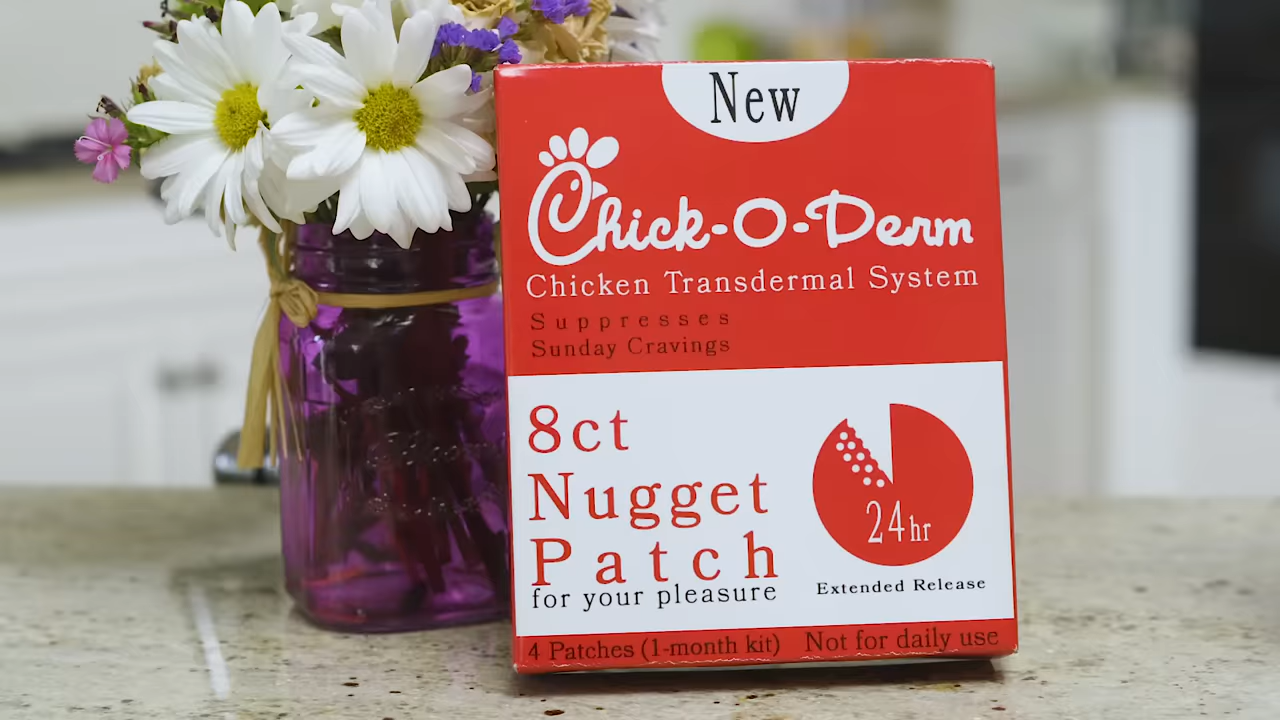 New
Chick-O-Derm
Chicken Transdermal System
Suppresses
Sunday Cravings
8ct
Nugget
Patch
for your pleasure
24hr
Extended Release
4 Patches (1-month kit) Not for daily use